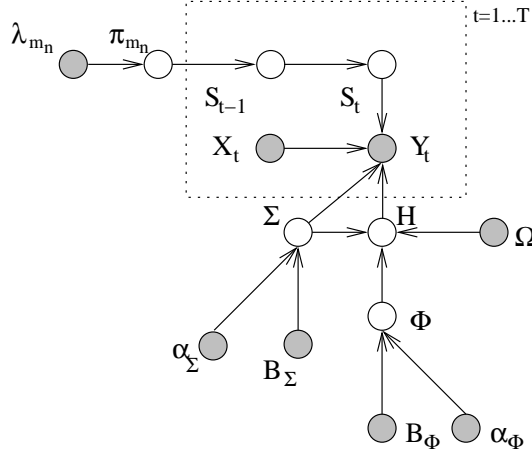 t=1...T
λ_{m_n} π_{m_n}
S_{t−1} S_t
X_t Y_t
Σ H
Ω
Φ
α_Σ B_Σ
B_Φ α_Φ